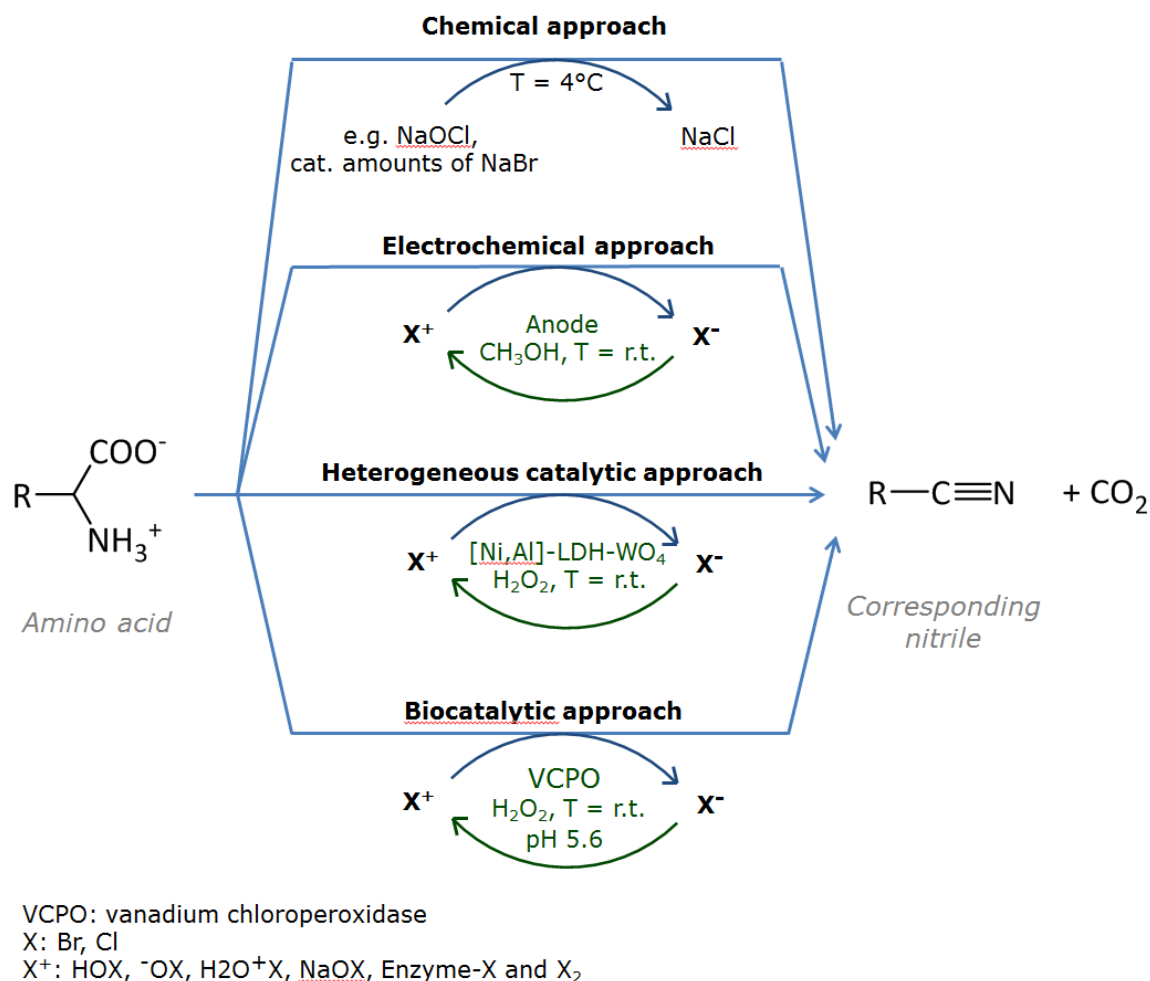 Chemical approach
T = 4°C
e.g. NaOCl,
cat. amounts of NaBr
NaCl
Electrochemical approach
X⁺
Anode
CH₃OH, T = r.t.
X⁻
COO⁻
R
NH₃⁺
Amino acid
Heterogeneous catalytic approach
X⁺
[Ni,Al]-LDH-WO₄
H₂O₂, T = r.t.
X⁻
R—C≡N + CO₂
Corresponding
nitrile
Biocatalytic approach
X⁺
VCPO
H₂O₂, T = r.t.
pH 5.6
X⁻
VCPO: vanadium chloroperoxidase
X: Br, Cl
X⁺: HOX, ⁻OX, H2O⁺X, NaOX, Enzyme-X and X₂